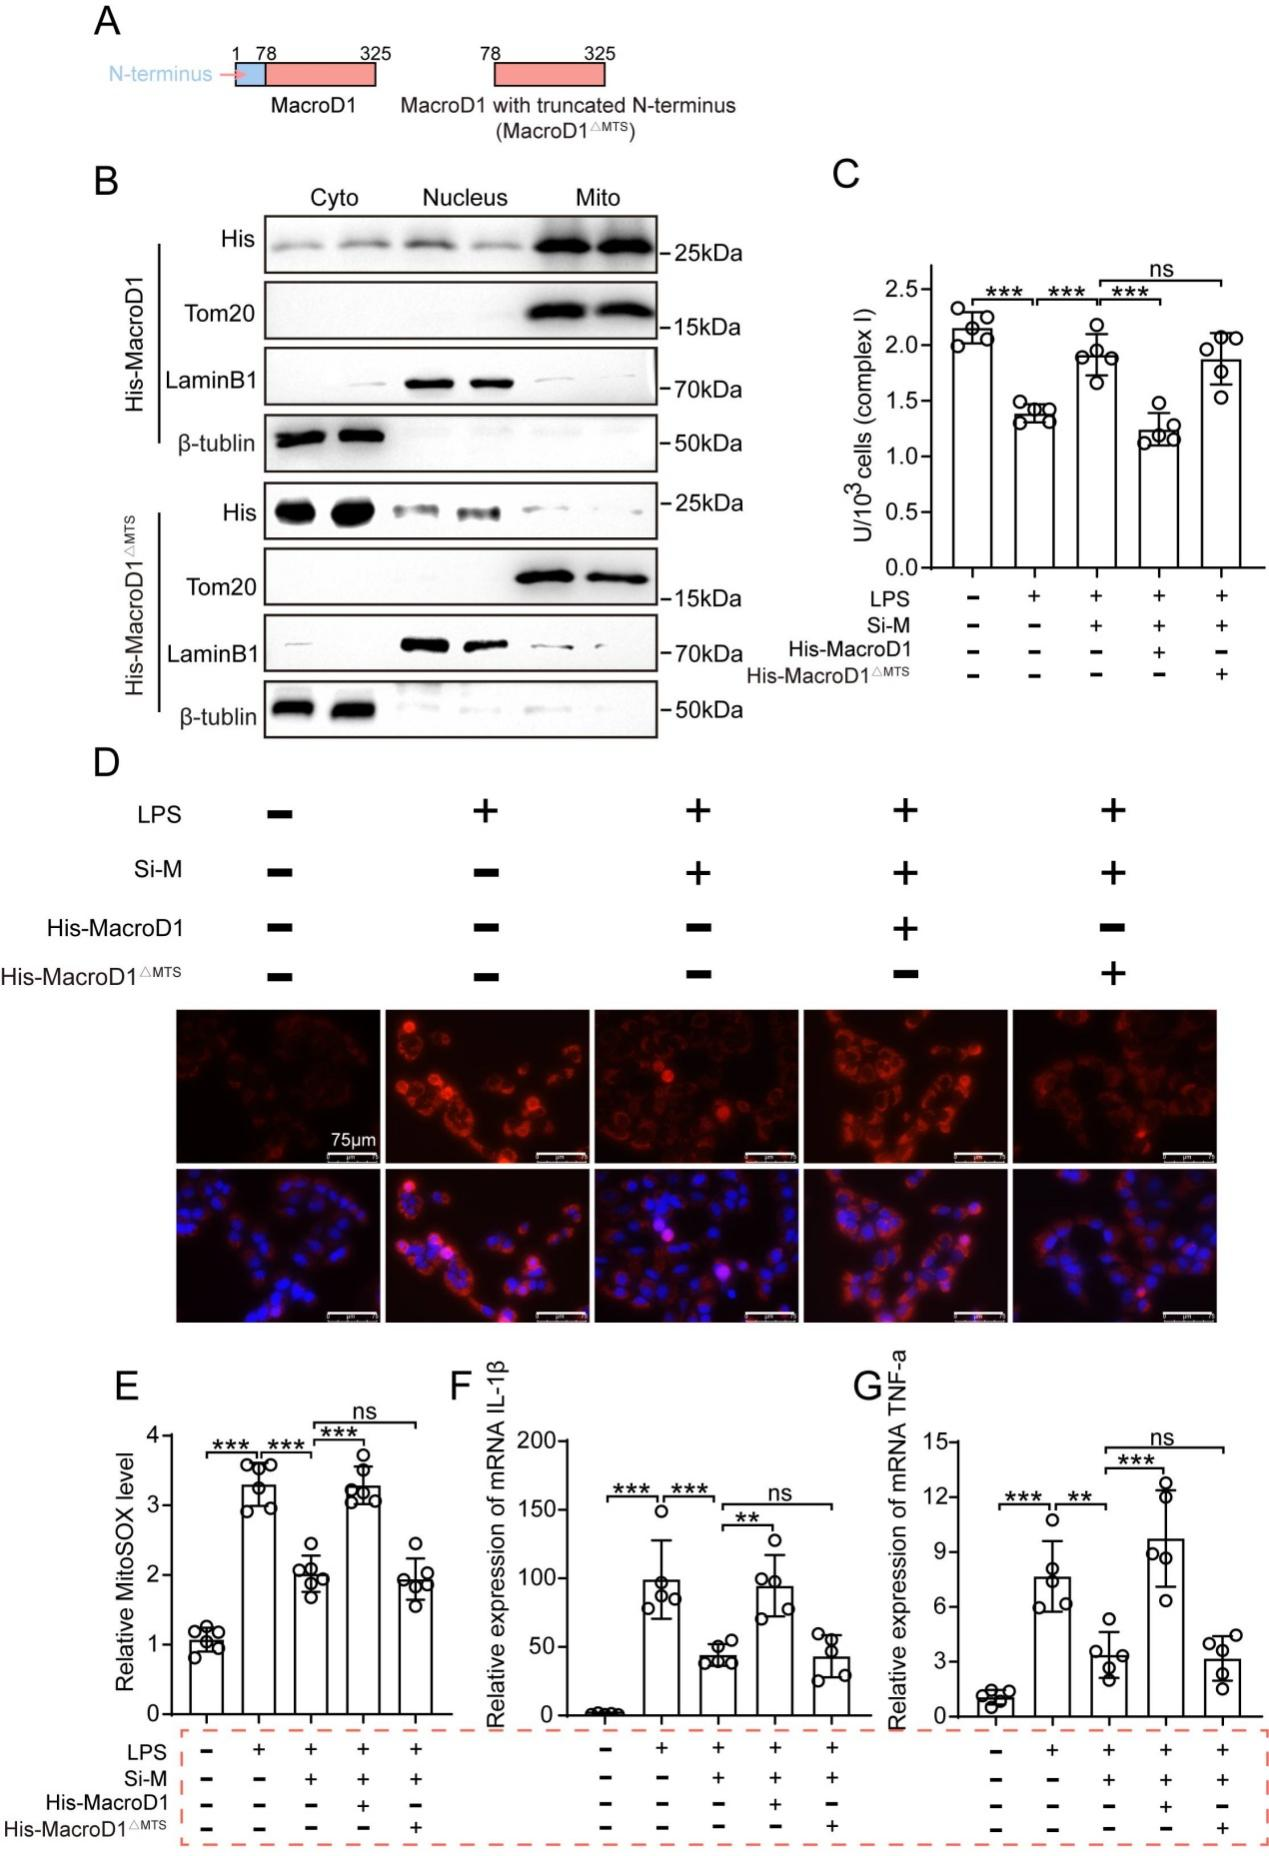 A
1 78 325
N-terminus
MacroD1
78 325
MacroD1 with truncated N-terminus
(MacroD1△MTS)
B
Cyto Nucleus Mito
His-MacroD1
His
25kDa
Tom20
15kDa
LaminB1
70kDa
β-tublin
50kDa
His-MacroD1△MTS
His
25kDa
Tom20
15kDa
LaminB1
70kDa
β-tublin
50kDa
C
U/10³ cells (complex I)
2.5
2.0
1.5
1.0
0.5
0.0
ns
*** *** ***
LPS − + + + +
Si-M − − + + +
His-MacroD1 − − − + −
His-MacroD1△MTS − − − − +
D
LPS − + + + +
Si-M − − + + +
His-MacroD1 − − − + −
His-MacroD1△MTS − − − − +
75μm
E
Relative MitoSOX level
4
3
2
1
0
ns
*** *** ***
F
Relative expression of mRNA IL-1β
200
150
100
50
0
*** *** ns
**
G
Relative expression of mRNA TNF-a
15
12
9
6
3
0
ns
***
*** **
LPS − + + + + − + + + + − + + + +
Si-M − − + + + − − + + + − − + + +
His-MacroD1 − − − + − − − − + − − − − + −
His-MacroD1△MTS − − − − + − − − − + − − − − +